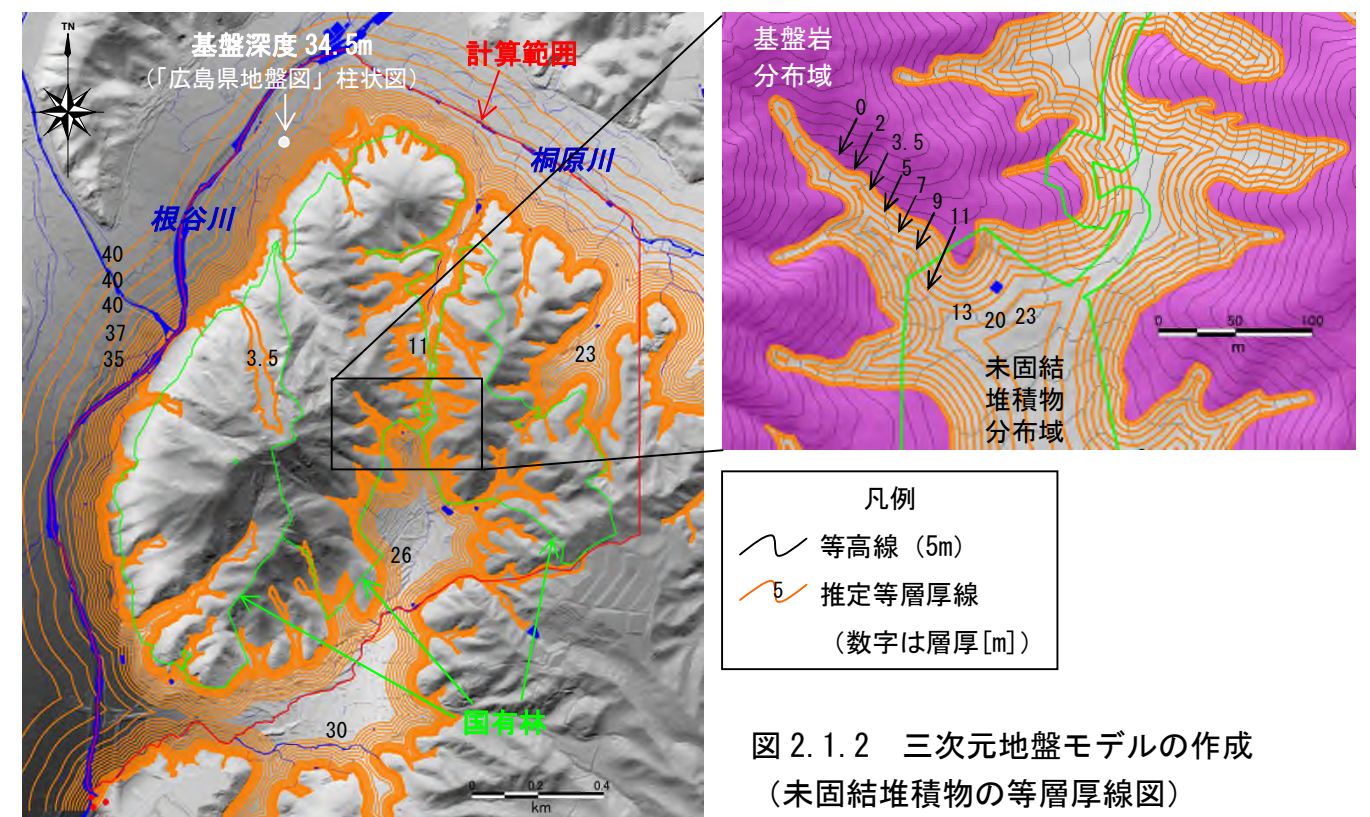 TN
基盤深度 34.5m
(「広島県地盤図」柱状図)
計算範囲
桐原川
根谷川
40
40
40
37
35
3.5
11
23
26
30
国有林
0 0.2 0.4
km
基盤岩
分布域
0
2
3.5
5
7
9
11
13
20
23
0 50 100
m
未固結
堆積物
分布域
凡例
等高線 (5m)
5 推定等層厚線
(数字は層厚[m])
図 2.1.2 三次元地盤モデルの作成
(未固結堆積物の等層厚線図)